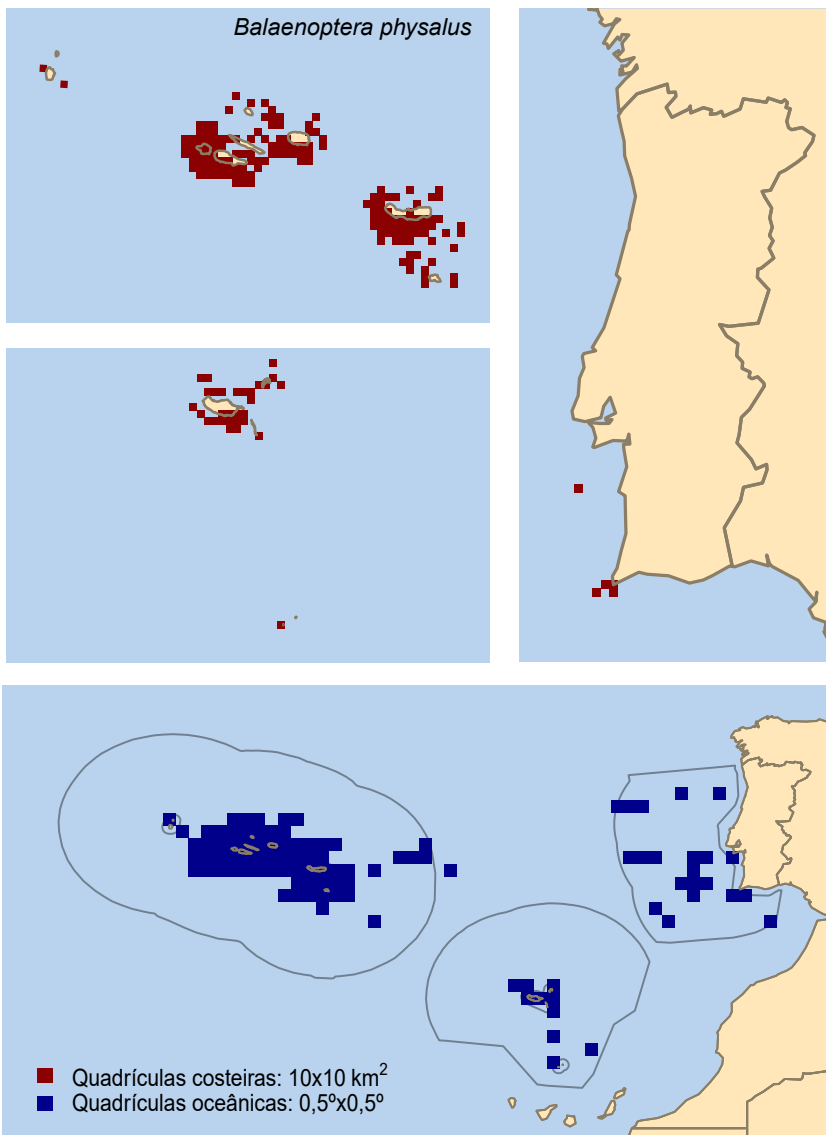 Balaenoptera physalus
Quadrículas costeiras: 10x10 km²
Quadrículas oceânicas: 0,5ºx0,5º